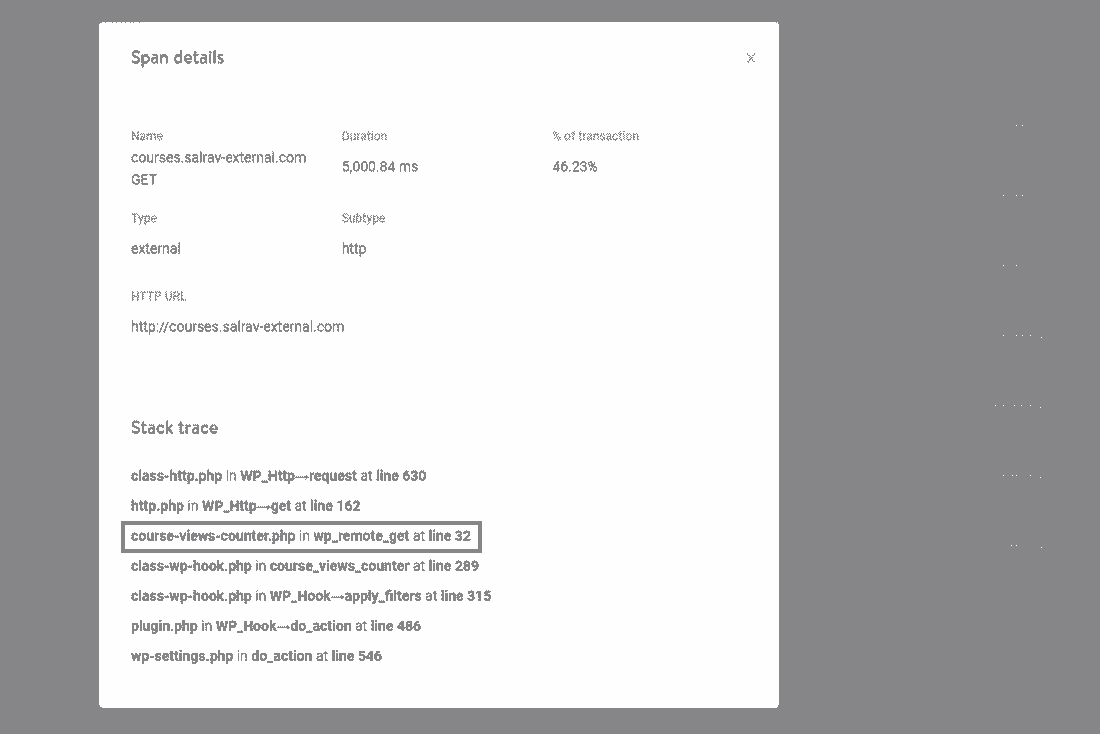 Span details
×
Name Duration % of transaction
courses.salrav-external.com
GET
5,000.84 ms
46.23%
Type Subtype
external http
HTTP URL
http://courses.salrav-external.com
Stack trace
class-http.php in WP_Http→request at line 630
http.php in WP_Http→get at line 162
course-views-counter.php in wp_remote_get at line 32
class-wp-hook.php in course_views_counter at line 289
class-wp-hook.php in WP_Hook→apply_filters at line 315
plugin.php in WP_Hook→do_action at line 486
wp-settings.php in do_action at line 546